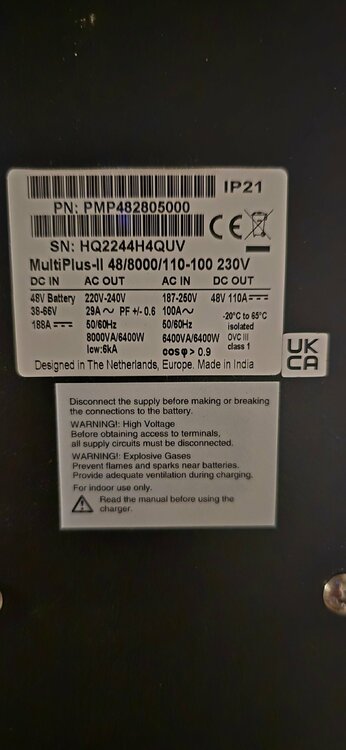 IP21
PN: PMP482805000
CE
SN: HQ2244H4QUV
MultiPlus-II 48/8000/110-100 230V
DC IN AC OUT AC IN DC OUT
48V Battery 220V-240V 187-250V 48V 110A
38-66V 29A~ PF +/- 0.6 100A~ -20°C to 65°C
188A 50/60Hz 50/60Hz isolated
8000VA/6400W 6400VA/6400W OVC III
low:6kA cosφ>0.9 class 1
Designed in The Netherlands, Europe. Made in India
UK
CA
Disconnect the supply before making or breaking
the connections to the battery.
WARNING!: High Voltage
Before obtaining access to terminals,
all supply circuits must be disconnected.
WARNING!: Explosive Gases
Prevent flames and sparks near batteries.
Provide adequate ventilation during charging.
For indoor use only.
Read the manual before using the
charger.